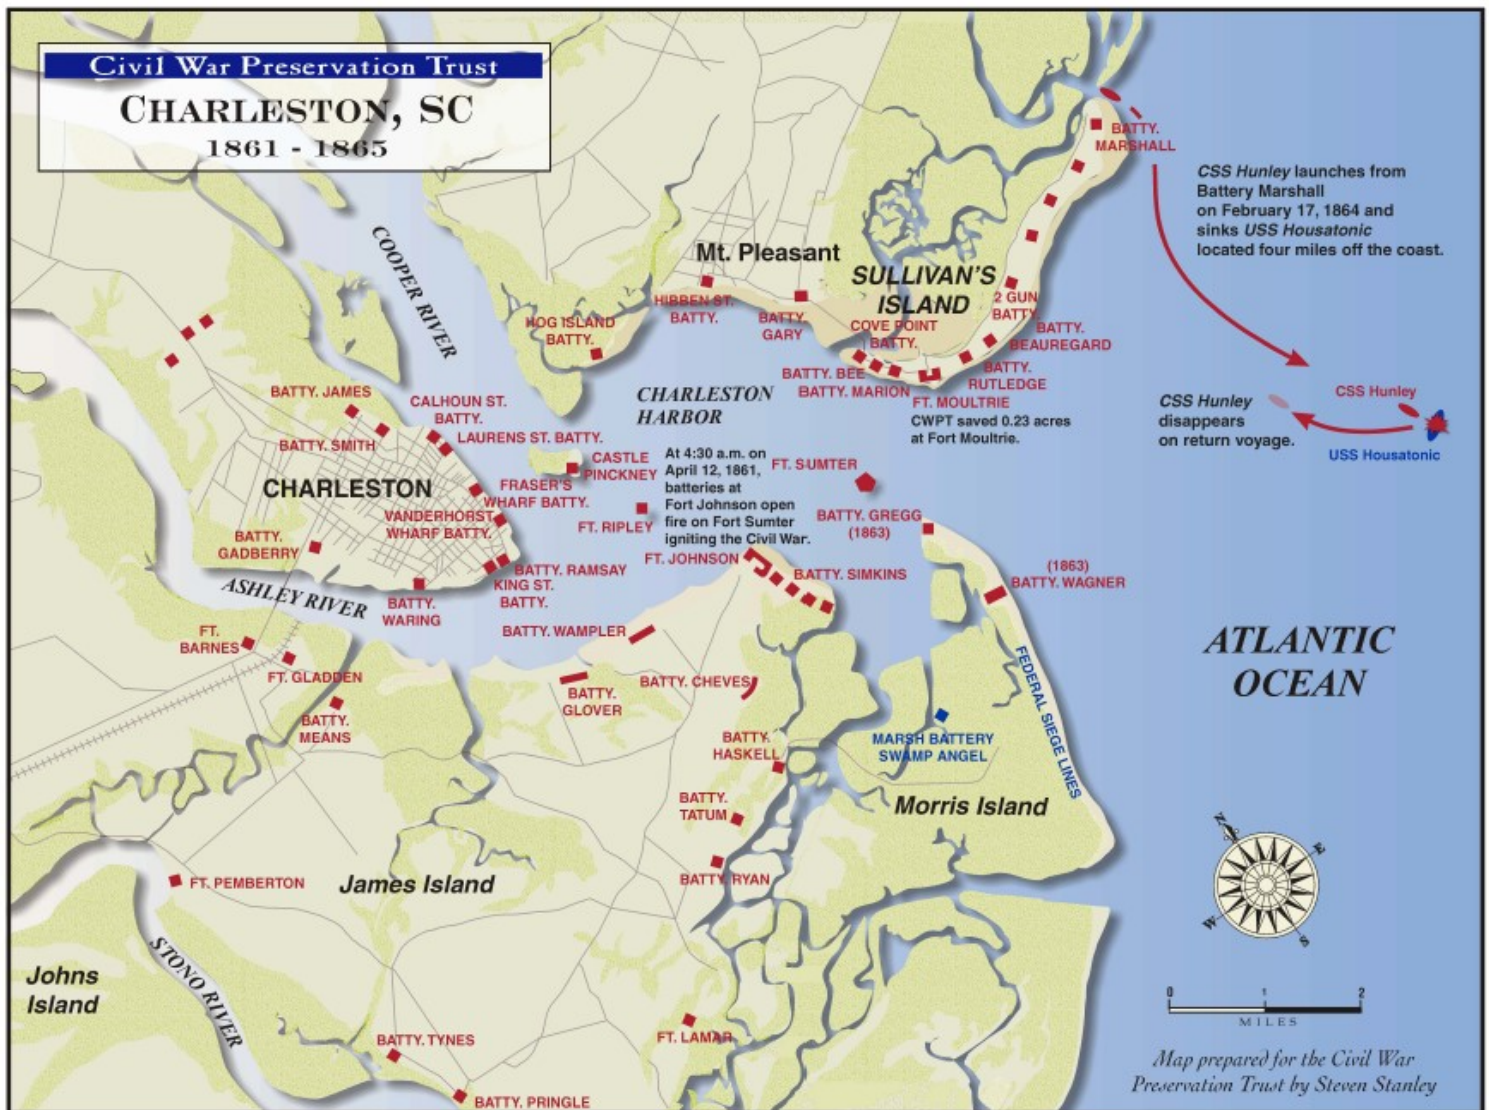 Civil War Preservation Trust
CHARLESTON, SC
1861 - 1865
COOPER RIVER
Mt. Pleasant
SULLIVAN'S
ISLAND
BATTY.
MARSHALL
CSS Hunley launches from
Battery Marshall
on February 17, 1864 and
sinks USS Housatonic
located four miles off the coast.
HOG ISLAND
BATTY.
HIBBEN ST.
BATTY.
BATTY.
GARY
COVE POINT
BATTY.
2 GUN
BATTY.
BATTY.
BEAUREGARD
BATTY. BEE
BATTY. MARION
BATTY.
RUTLEDGE
FT. MOULTRIE
CWPT saved 0.23 acres
at Fort Moultrie.
CSS Hunley
disappears
on return voyage.
CSS Hunley
USS Housatonic
CHARLESTON
HARBOR
At 4:30 a.m. on
April 12, 1861,
batteries at
Fort Johnson open
fire on Fort Sumter
igniting the Civil War.
BATTY. JAMES
BATTY. SMITH
CALHOUN ST.
BATTY.
LAURENS ST. BATTY.
CASTLE
PINCKNEY
CHARLESTON
FRASER'S
WHARF BATTY.
VANDERHORST
WHARF BATTY.
FT. RIPLEY
FT. SUMTER
BATTY. GREGG
(1863)
BATTY.
GADBERRY
BATTY. RAMSAY
KING ST.
BATTY.
BATTY.
WARING
ASHLEY RIVER
FT. JOHNSON
BATTY. SIMKINS
(1863)
BATTY. WAGNER
FT.
BARNES
FT. GLADDEN
BATTY.
MEANS
BATTY. WAMPLER
BATTY.
GLOVER
BATTY. CHEVES
FEDERAL SIEGE LINES
ATLANTIC
OCEAN
BATTY.
HASKELL
MARSH BATTERY
SWAMP ANGEL
BATTY.
TATUM
Morris Island
BATTY. RYAN
FT. PEMBERTON
James Island
Johns
Island
STONO RIVER
BATTY. TYNES
BATTY. PRINGLE
FT. LAMAR
N
E
W
S
0 1 2
MILES
Map prepared for the Civil War
Preservation Trust by Steven Stanley